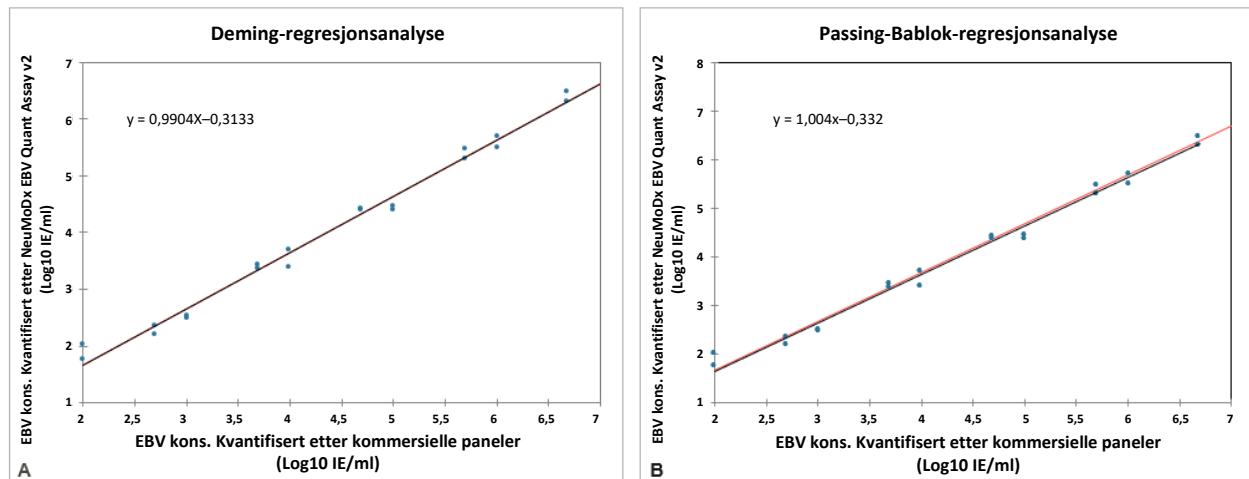 Deming-regresjonsanalyse
EBV kons. Kvantifisert etter NeuMoDx EBV Quant Assay v2
(Log10 IE/ml)
7
6
5
4
3
2
1
y = 0,9904X–0,3133
2 2,5 3 3,5 4 4,5 5 5,5 6 6,5 7
EBV kons. Kvantifisert etter kommersielle paneler
(Log10 IE/ml)
A
Passing-Bablok-regresjonsanalyse
EBV kons. Kvantifisert etter NeuMoDx EBV Quant Assay v2
(Log10 IE/ml)
8
7
6
5
4
3
2
1
y = 1,004x–0,332
2 2,5 3 3,5 4 4,5 5 5,5 6 6,5 7
EBV kons. Kvantifisert etter kommersielle paneler
(Log10 IE/ml)
B